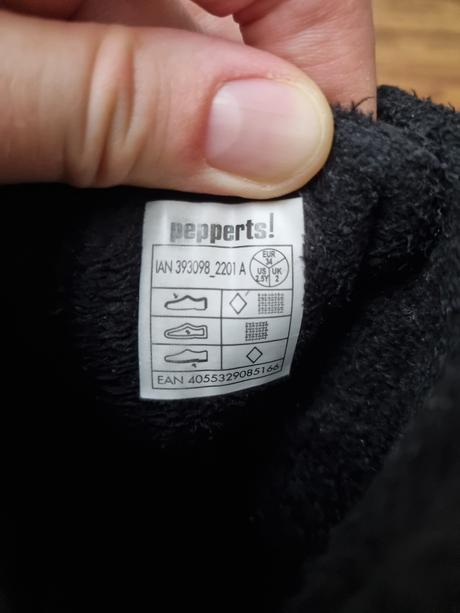 pepperts!
IAN 393098_2201 A
EUR
34
US UK
2.5Y 2
EAN 4055329085166